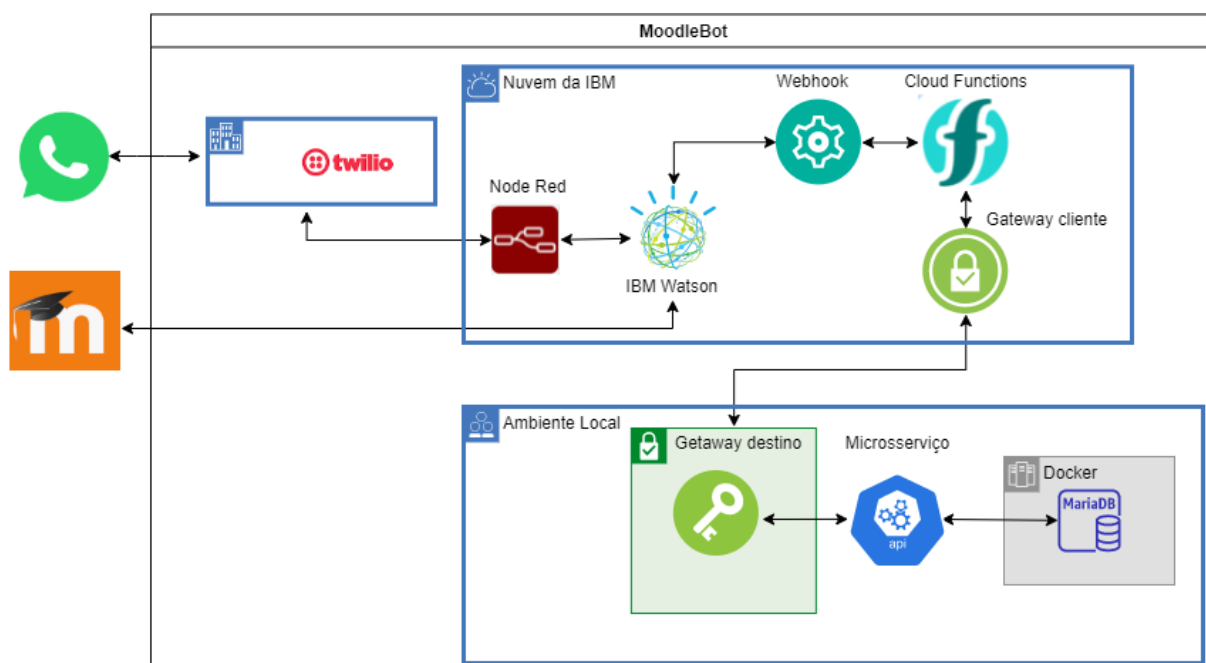 MoodleBot
Nuvem da IBM
Webhook
Cloud Functions
twilio
Node Red
IBM Watson
Gateway cliente
m
Ambiente Local
Getaway destino
Microsserviço
Docker
MariaDB
api